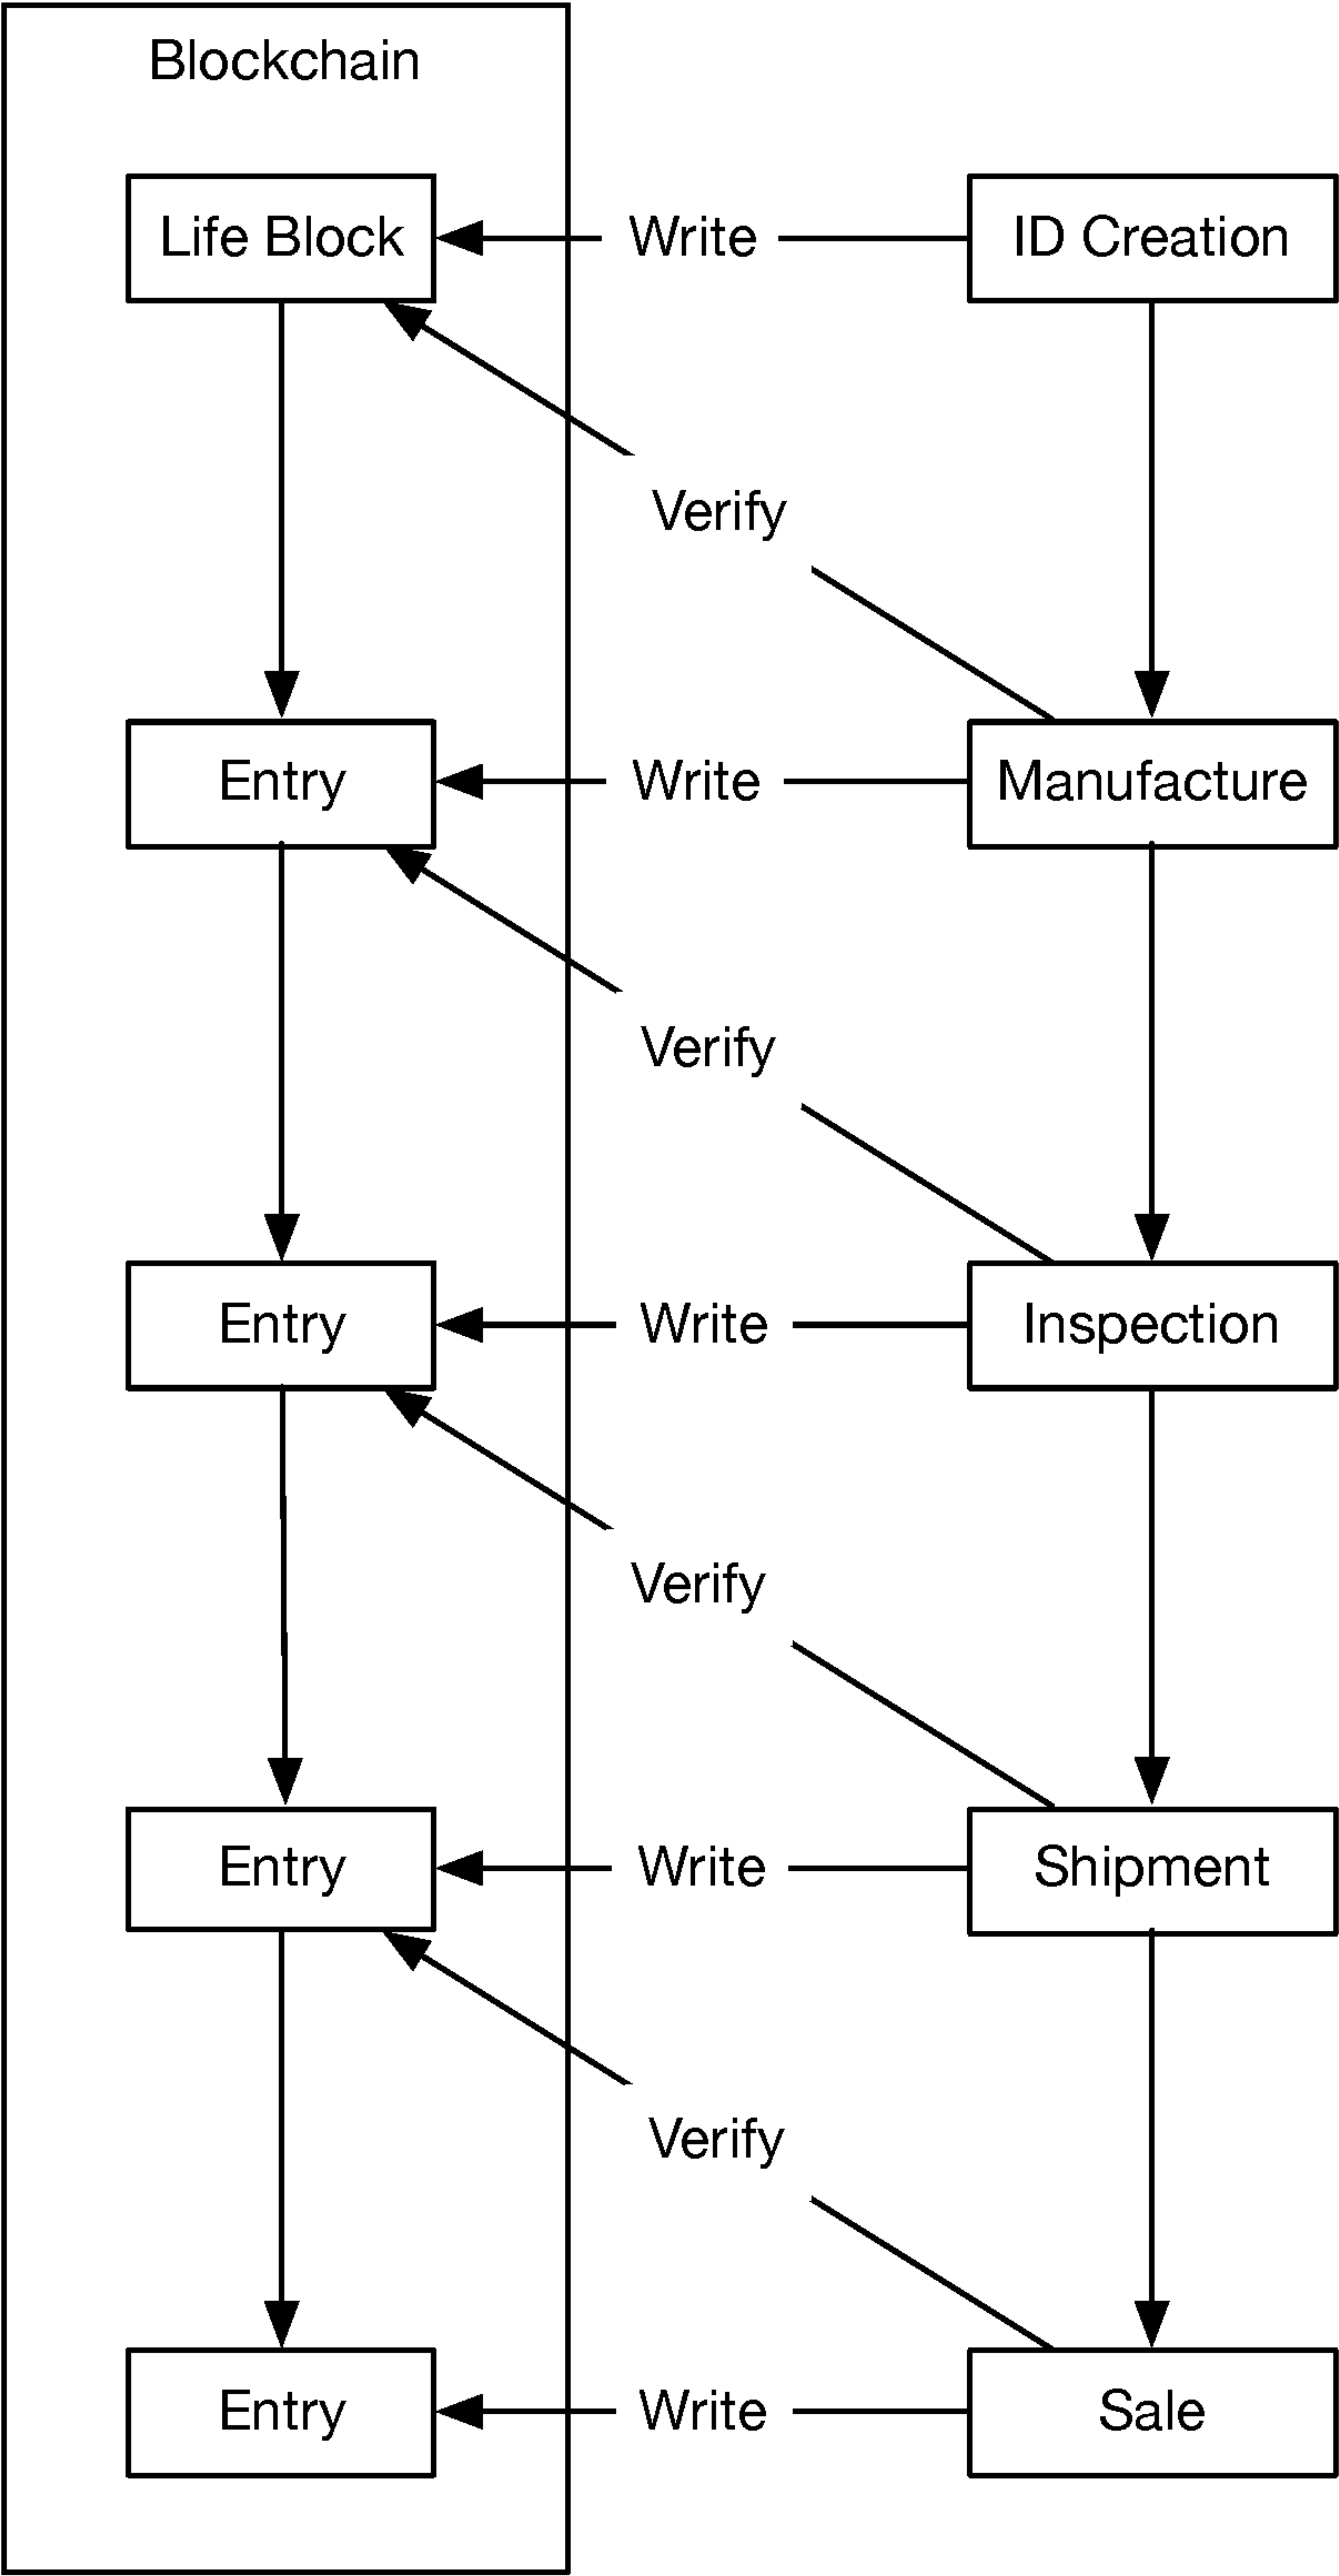 Blockchain
Life Block
Write
ID Creation
Verify
Entry
Write
Manufacture
Verify
Entry
Write
Inspection
Verify
Entry
Write
Shipment
Verify
Entry
Write
Sale